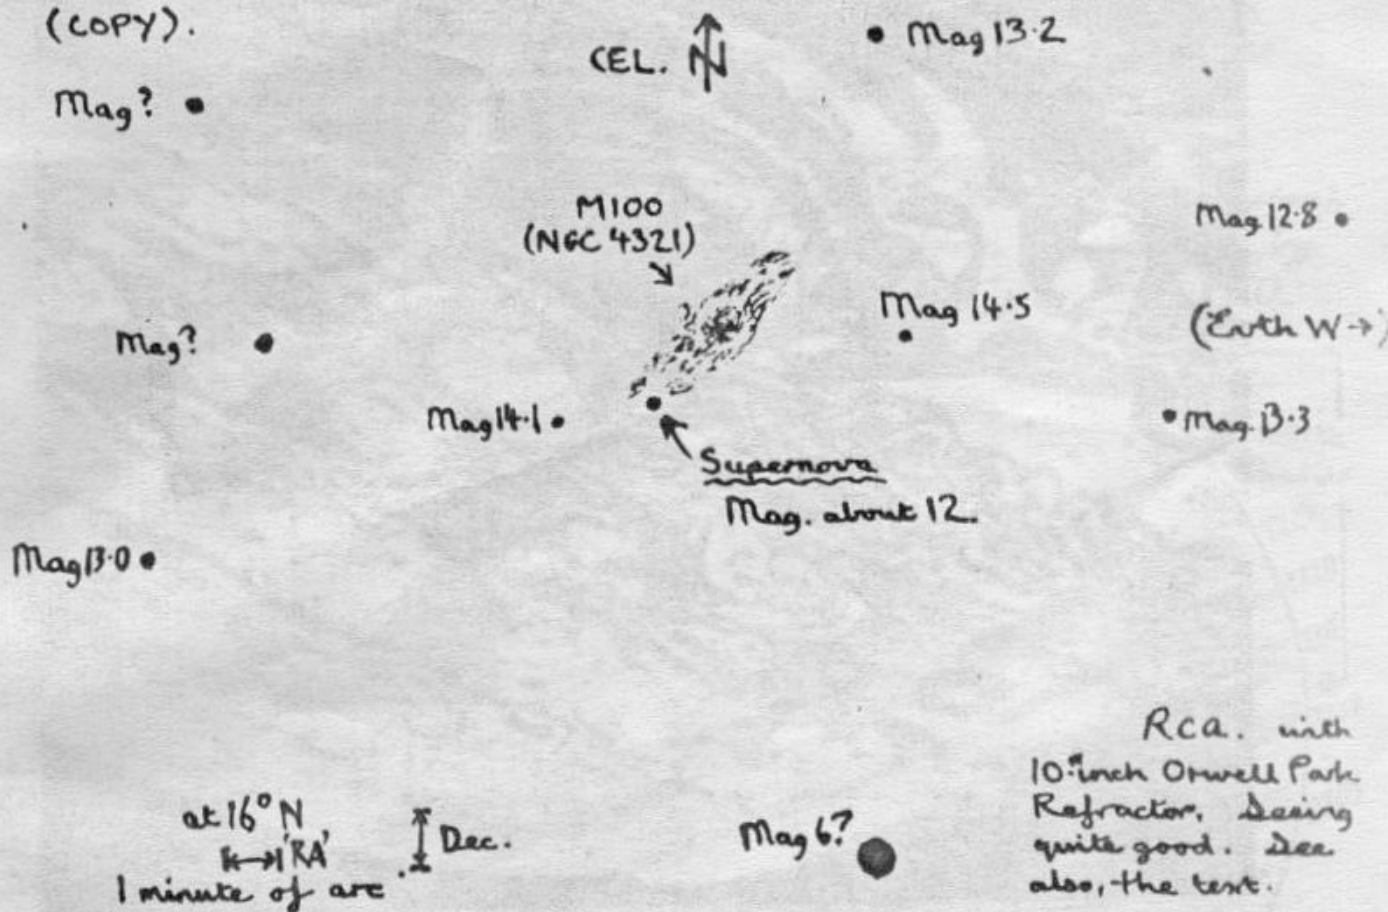 (COPY).
CEL. N
Mag 13·2
Mag?
M100
(NGC 4321)
Mag 12·8
Mag 14·5
(Earth W→)
Mag?
Mag 14·1
Mag. 13·3
Supernova
Mag. about 12.
Mag 13·0
RCA. with
10-inch Orwell Park
Refractor. Seeing
quite good. See
also, the text.
at 16° N
'RA'
Dec.
1 minute of arc
Mag 6?